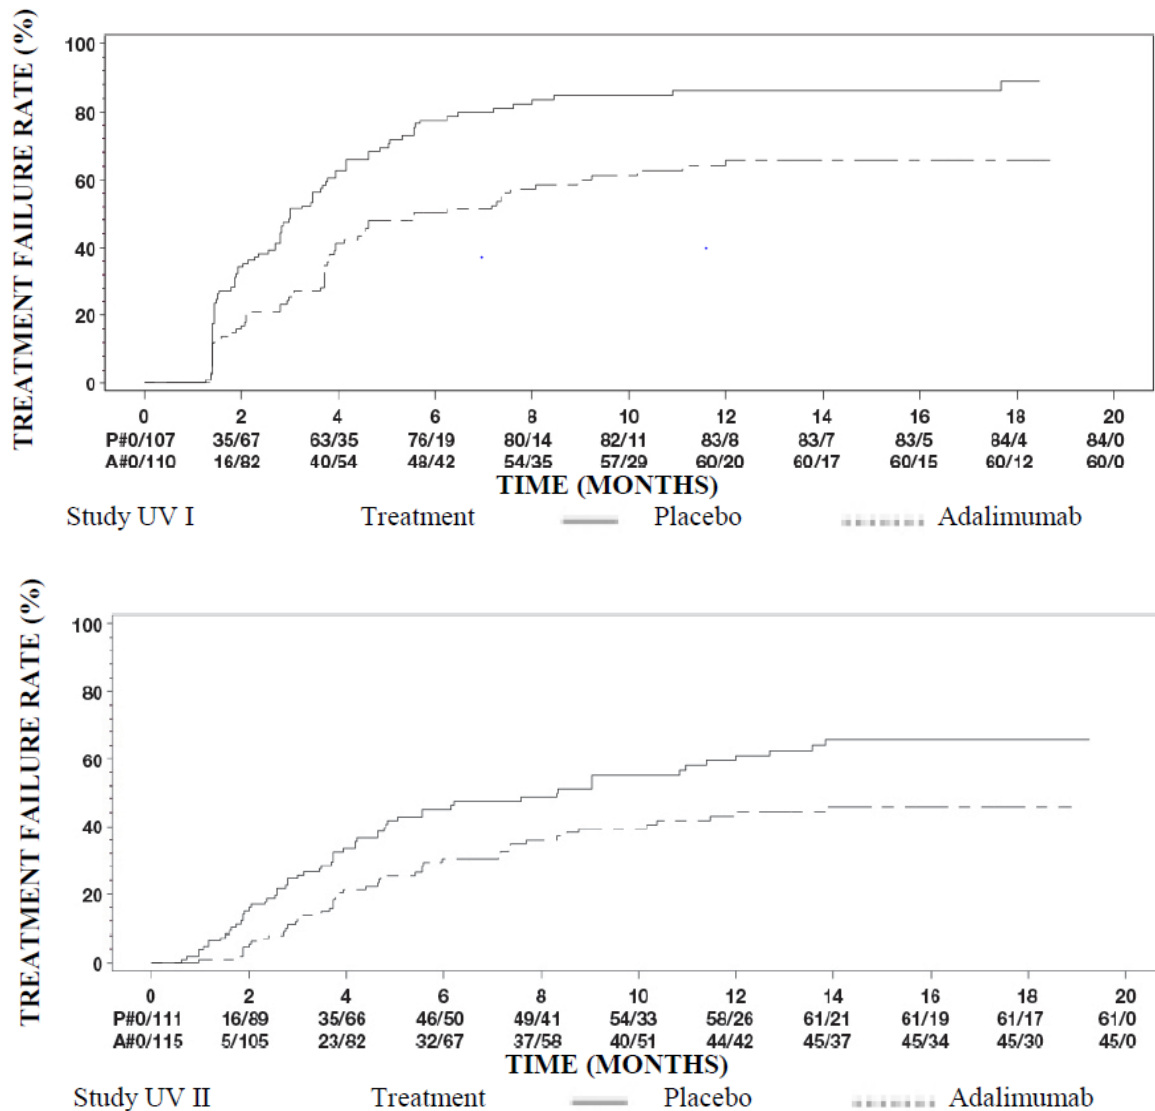 TREATMENT FAILURE RATE (%)
100
80
60
40
20
0
0 2 4 6 8 10 12 14 16 18 20
P#0/107 35/67 63/35 76/19 80/14 82/11 83/8 83/7 83/5 84/4 84/0
A#0/110 16/82 40/54 48/42 54/35 57/29 60/20 60/17 60/15 60/12 60/0
TIME (MONTHS)
Study UV I Treatment Placebo Adalimumab
TREATMENT FAILURE RATE (%)
100
80
60
40
20
0
0 2 4 6 8 10 12 14 16 18 20
P#0/111 16/89 35/66 46/50 49/41 54/33 58/26 61/21 61/19 61/17 61/0
A#0/115 5/105 23/82 32/67 37/58 40/51 44/42 45/37 45/34 45/30 45/0
TIME (MONTHS)
Study UV II Treatment Placebo Adalimumab